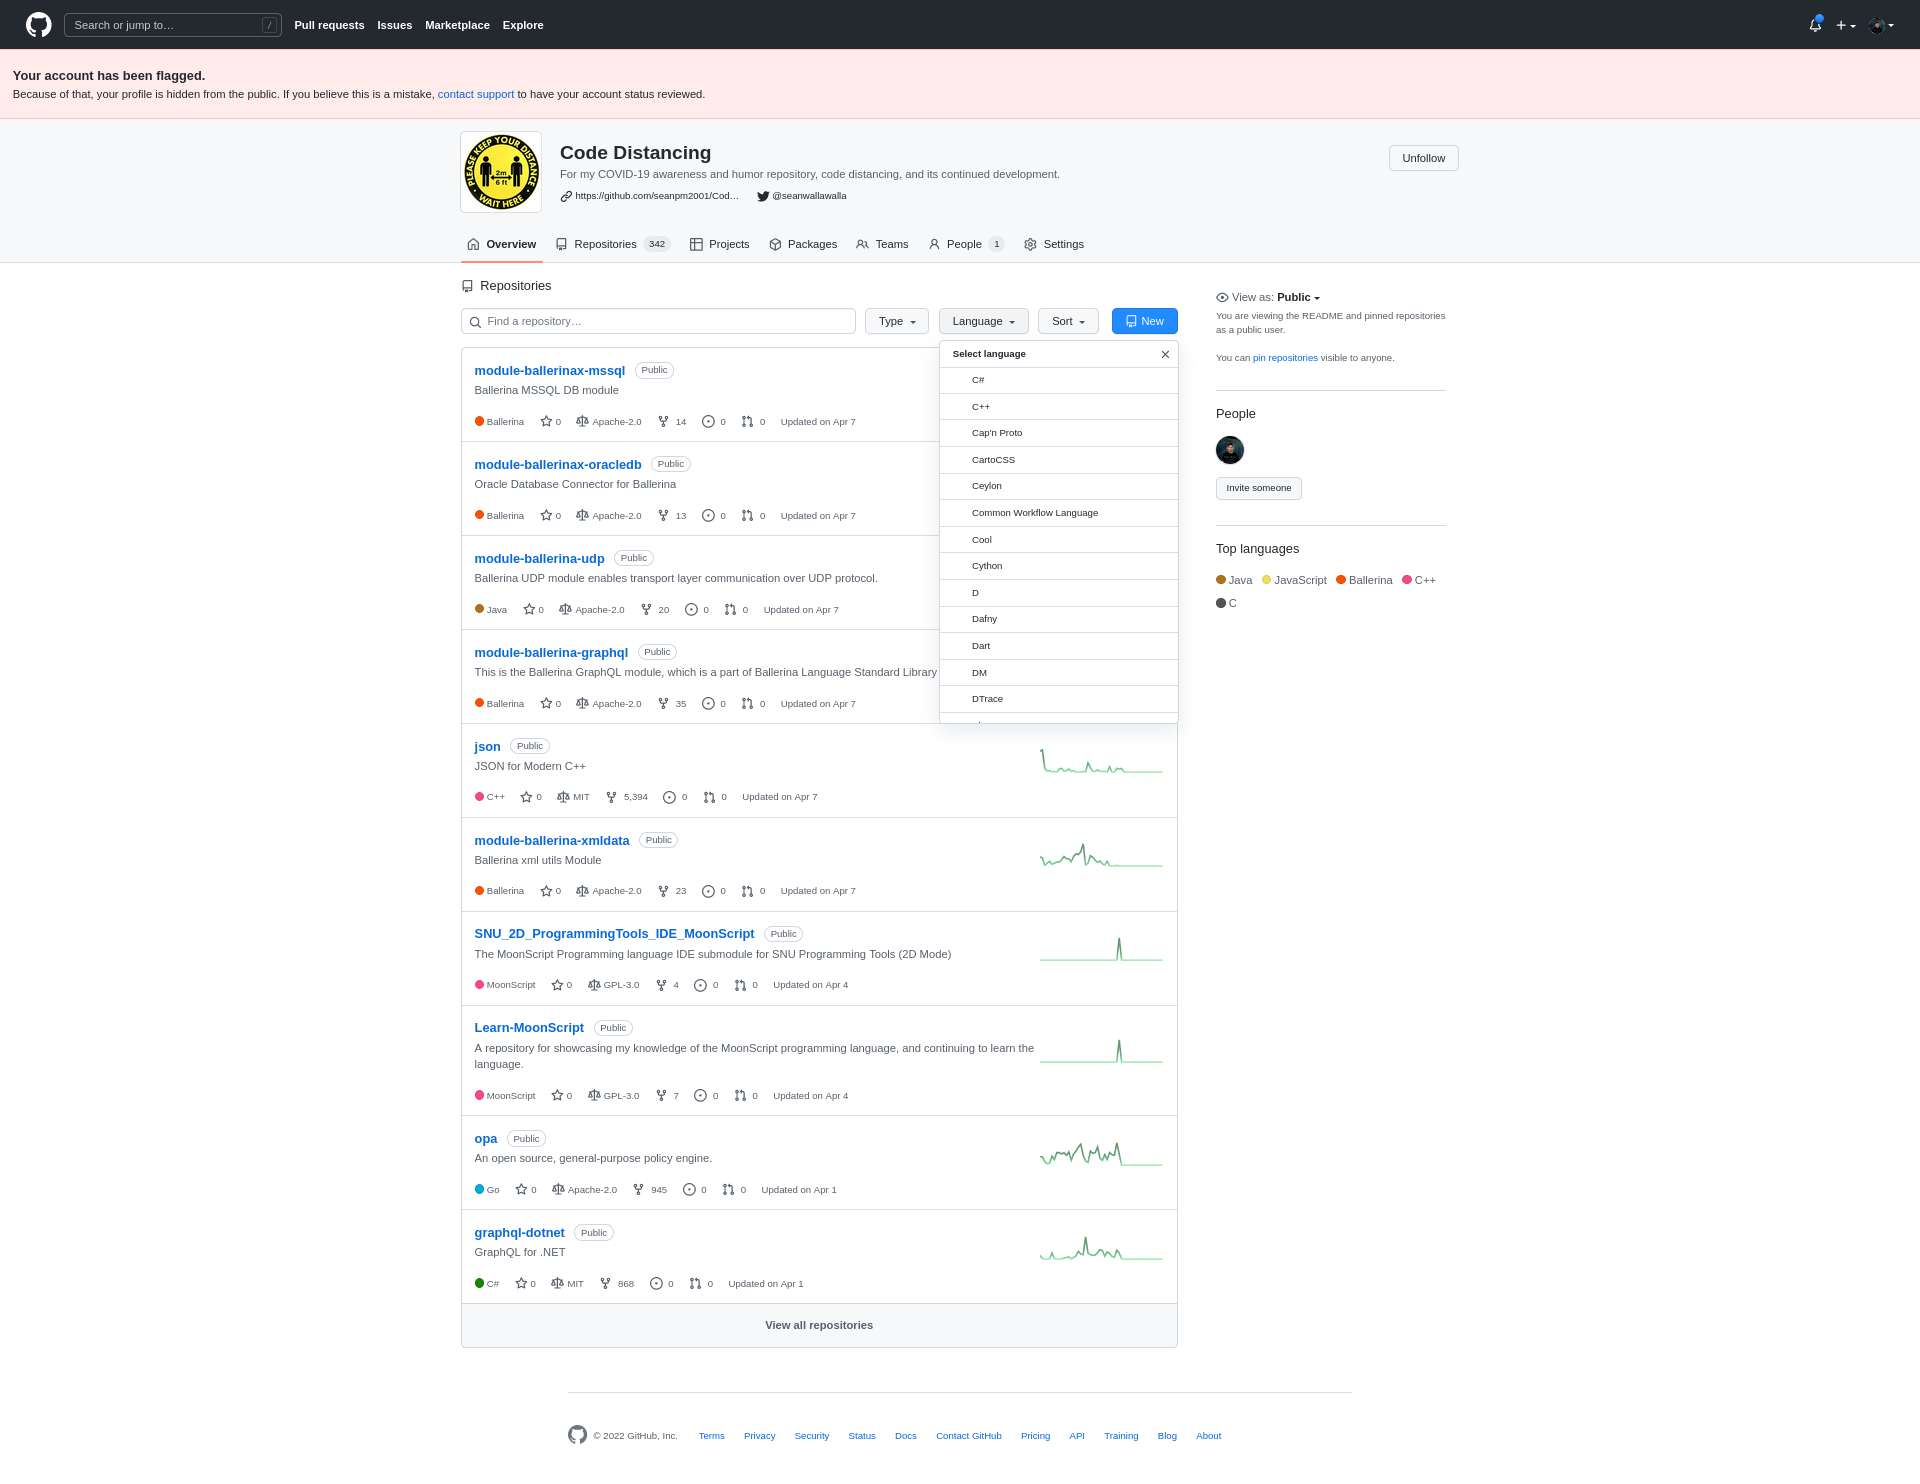 Search or jump to…
/
Pull requests
Issues
Marketplace
Explore
Your account has been flagged.
Because of that, your profile is hidden from the public. If you believe this is a mistake, contact support to have your account status reviewed.
PLEASE KEEP YOUR DISTANCE
2m
6 ft
WAIT HERE
Code Distancing
For my COVID-19 awareness and humor repository, code distancing, and its continued development.
https://github.com/seanpm2001/Cod…
@seanwallawalla
Unfollow
Overview
Repositories 342
Projects
Packages
Teams
People 1
Settings
Repositories
Find a repository…
Type
Language
Sort
New
Select language
C#
C++
Cap'n Proto
CartoCSS
Ceylon
Common Workflow Language
Cool
Cython
D
Dafny
Dart
DM
DTrace
module-ballerinax-mssql Public
Ballerina MSSQL DB module
Ballerina 0 Apache-2.0 14 0 0 Updated on Apr 7
module-ballerinax-oracledb Public
Oracle Database Connector for Ballerina
Ballerina 0 Apache-2.0 13 0 0 Updated on Apr 7
module-ballerina-udp Public
Ballerina UDP module enables transport layer communication over UDP protocol.
Java 0 Apache-2.0 20 0 0 Updated on Apr 7
module-ballerina-graphql Public
This is the Ballerina GraphQL module, which is a part of Ballerina Language Standard Library
Ballerina 0 Apache-2.0 35 0 0 Updated on Apr 7
json Public
JSON for Modern C++
C++ 0 MIT 5,394 0 0 Updated on Apr 7
module-ballerina-xmldata Public
Ballerina xml utils Module
Ballerina 0 Apache-2.0 23 0 0 Updated on Apr 7
SNU_2D_ProgrammingTools_IDE_MoonScript Public
The MoonScript Programming language IDE submodule for SNU Programming Tools (2D Mode)
MoonScript 0 GPL-3.0 4 0 0 Updated on Apr 4
Learn-MoonScript Public
A repository for showcasing my knowledge of the MoonScript programming language, and continuing to learn the
language.
MoonScript 0 GPL-3.0 7 0 0 Updated on Apr 4
opa Public
An open source, general-purpose policy engine.
Go 0 Apache-2.0 945 0 0 Updated on Apr 1
graphql-dotnet Public
GraphQL for .NET
C# 0 MIT 868 0 0 Updated on Apr 1
View all repositories
View as: Public
You are viewing the README and pinned repositories
as a public user.
You can pin repositories visible to anyone.
People
Invite someone
Top languages
Java JavaScript Ballerina C++
C
© 2022 GitHub, Inc.
Terms
Privacy
Security
Status
Docs
Contact GitHub
Pricing
API
Training
Blog
About